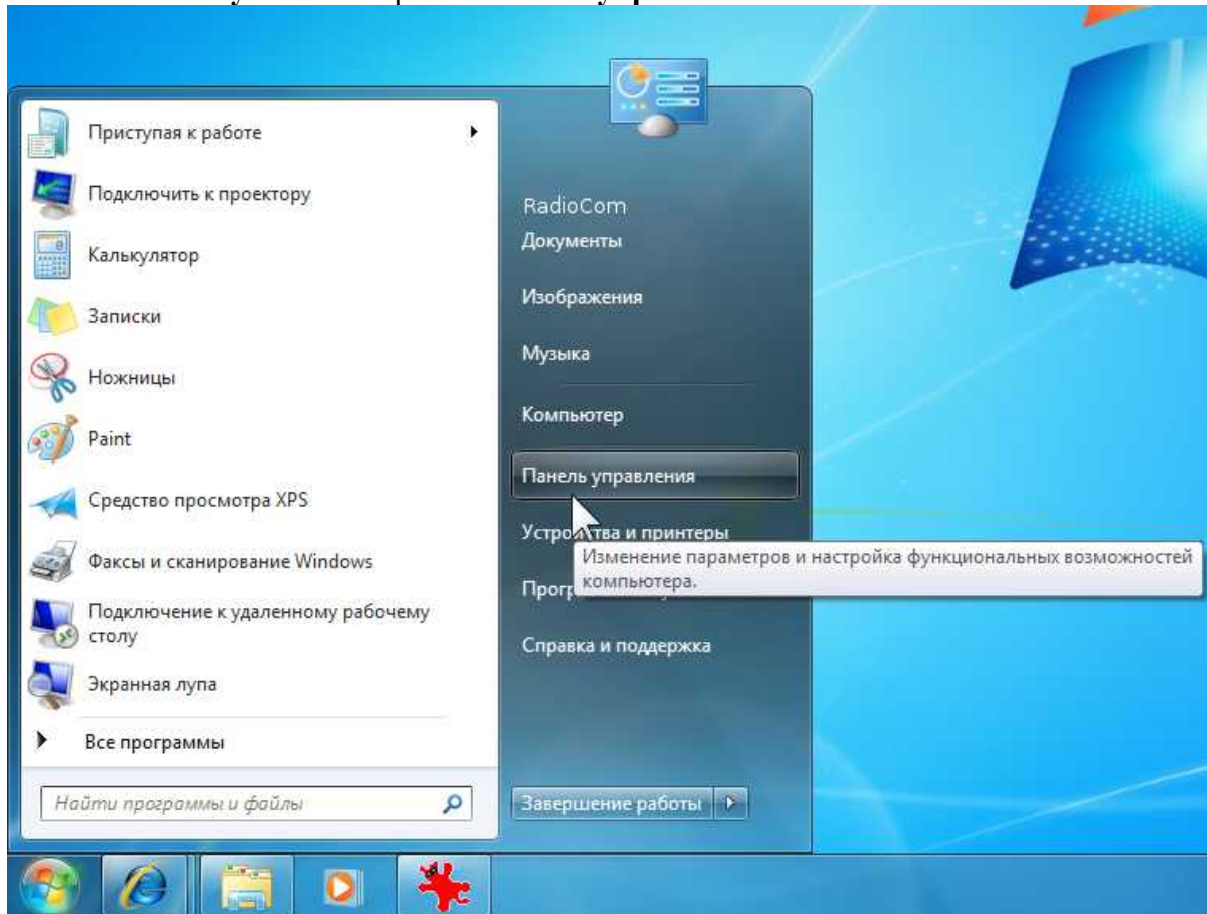 Приступая к работе
Подключить к проектору
Калькулятор
Записки
Ножницы
Paint
Средство просмотра XPS
Факсы и сканирование Windows
Подключение к удаленному рабочему
столу
Экранная лупа
Все программы
Найти программы и файлы
RadioCom
Документы
Изображения
Музыка
Компьютер
Панель управления
Устройства и принтеры
Изменение параметров и настройка функциональных возможностей
компьютера.
Справка и поддержка
Завершение работы